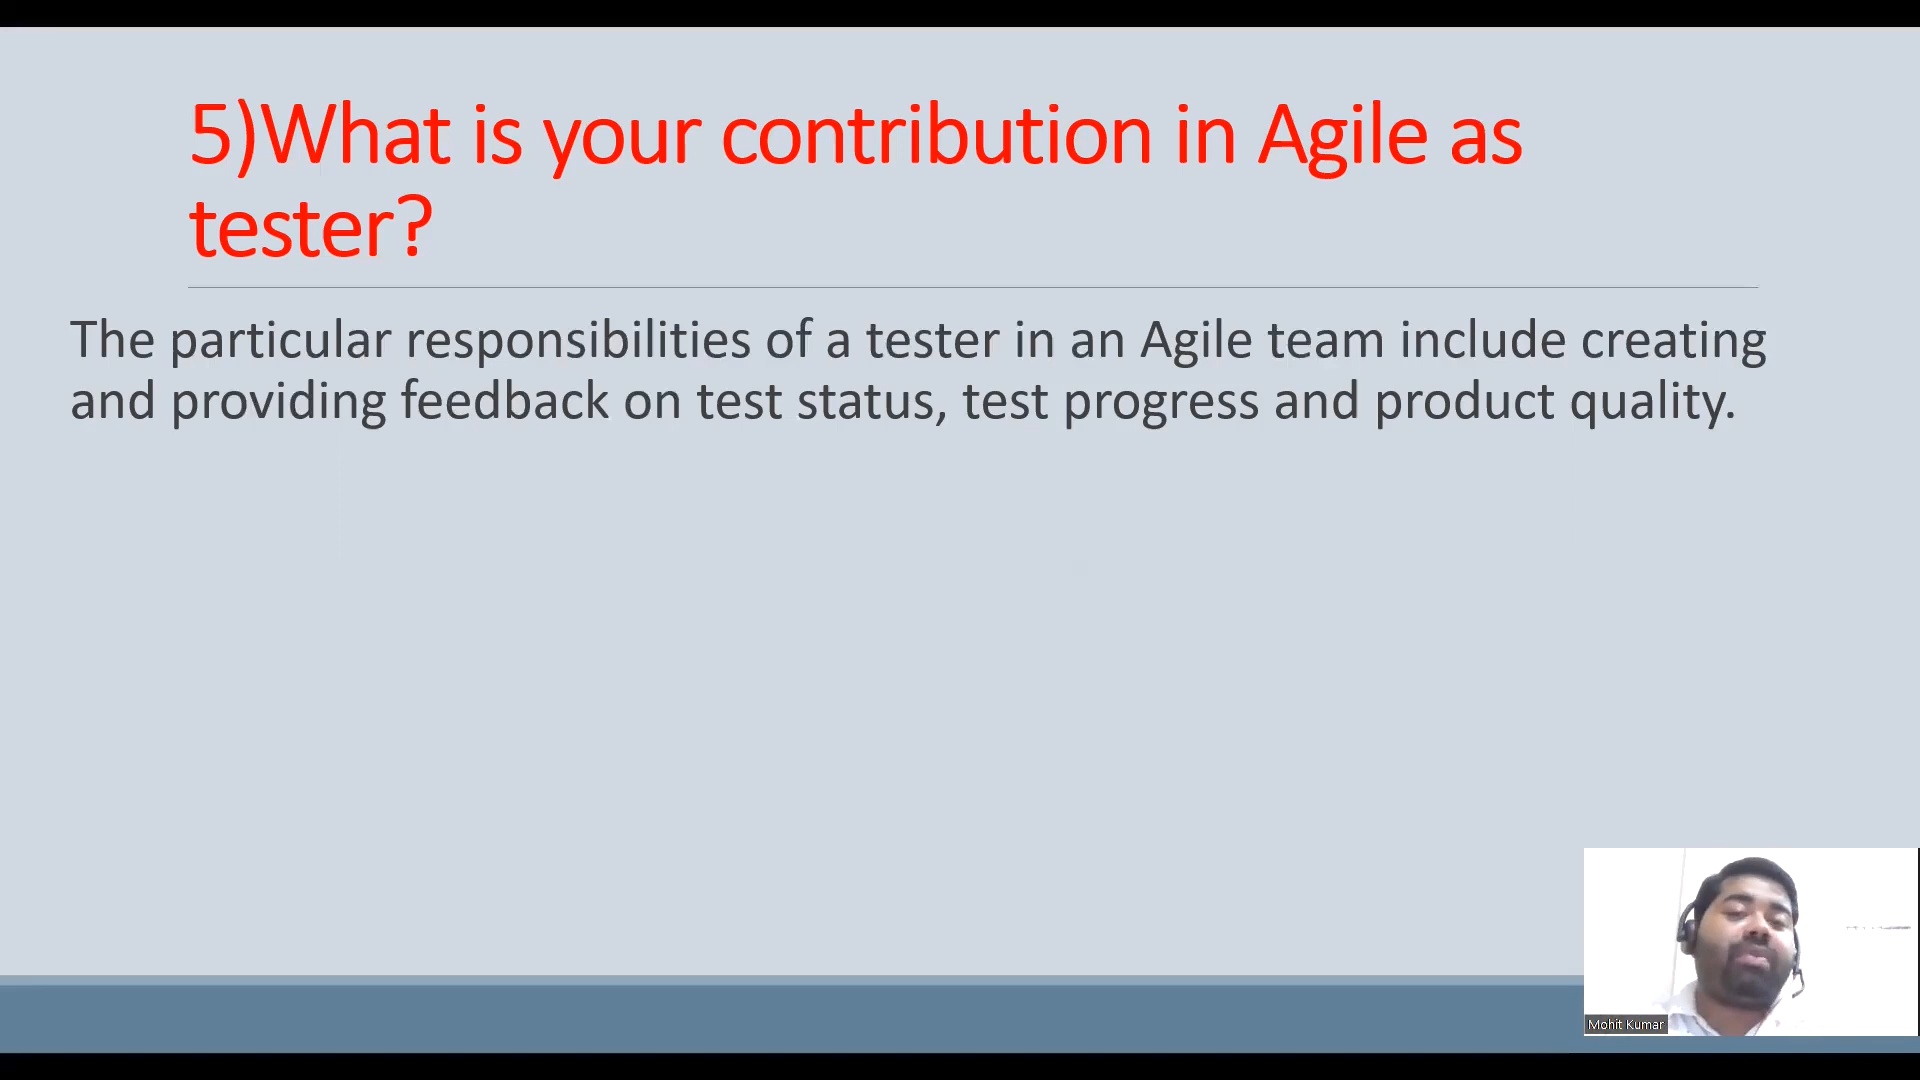 5)What is your contribution in Agile as
tester?
The particular responsibilities of a tester in an Agile team include creating
and providing feedback on test status, test progress and product quality.
Mohit Kumar